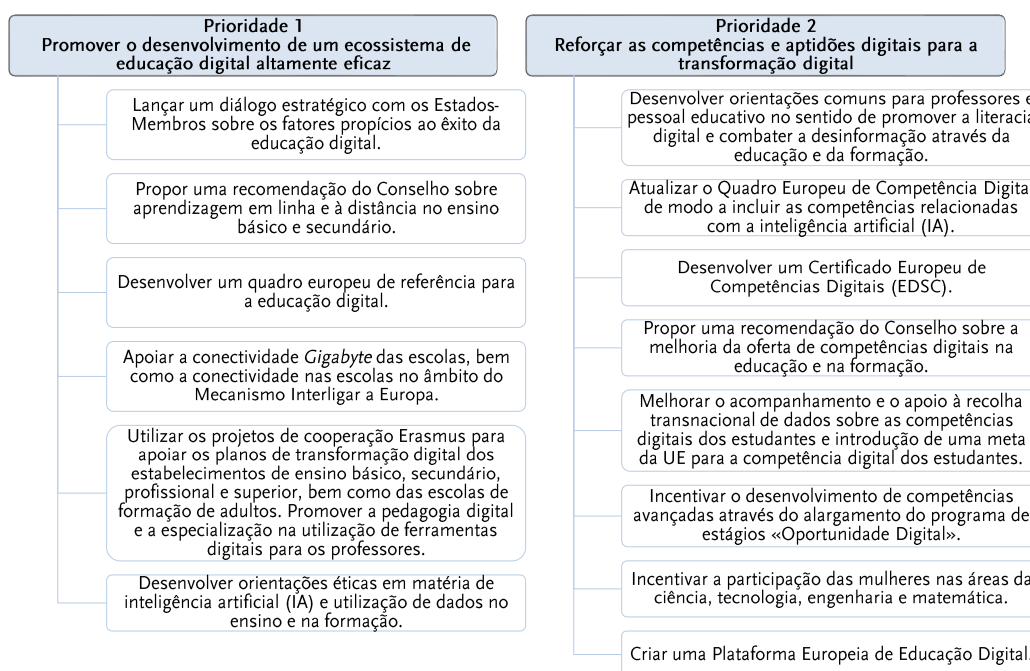 Prioridade 1
Promover o desenvolvimento de um ecossistema de
educação digital altamente eficaz
Lançar um diálogo estratégico com os Estados-
Membros sobre os fatores propícios ao êxito da
educação digital.
Propor uma recomendação do Conselho sobre
aprendizagem em linha e à distância no ensino
básico e secundário.
Desenvolver um quadro europeu de referência para
a educação digital.
Apoiar a conectividade Gigabyte das escolas, bem
como a conectividade nas escolas no âmbito do
Mecanismo Interligar a Europa.
Utilizar os projetos de cooperação Erasmus para
apoiar os planos de transformação digital dos
estabelecimentos de ensino básico, secundário,
profissional e superior, bem como das escolas de
formação de adultos. Promover a pedagogia digital
e a especialização na utilização de ferramentas
digitais para os professores.
Desenvolver orientações éticas em matéria de
inteligência artificial (IA) e utilização de dados no
ensino e na formação.
Prioridade 2
Reforçar as competências e aptidões digitais para a
transformação digital
Desenvolver orientações comuns para professores e
pessoal educativo no sentido de promover a literacia
digital e combater a desinformação através da
educação e da formação.
Atualizar o Quadro Europeu de Competência Digital
de modo a incluir as competências relacionadas
com a inteligência artificial (IA).
Desenvolver um Certificado Europeu de
Competências Digitais (EDSC).
Propor uma recomendação do Conselho sobre a
melhoria da oferta de competências digitais na
educação e na formação.
Melhorar o acompanhamento e o apoio à recolha
transnacional de dados sobre as competências
digitais dos estudantes e introdução de uma meta
da UE para a competência digital dos estudantes.
Incentivar o desenvolvimento de competências
avançadas através do alargamento do programa de
estágios «Oportunidade Digital».
Incentivar a participação das mulheres nas áreas da
ciência, tecnologia, engenharia e matemática.
Criar uma Plataforma Europeia de Educação Digital.